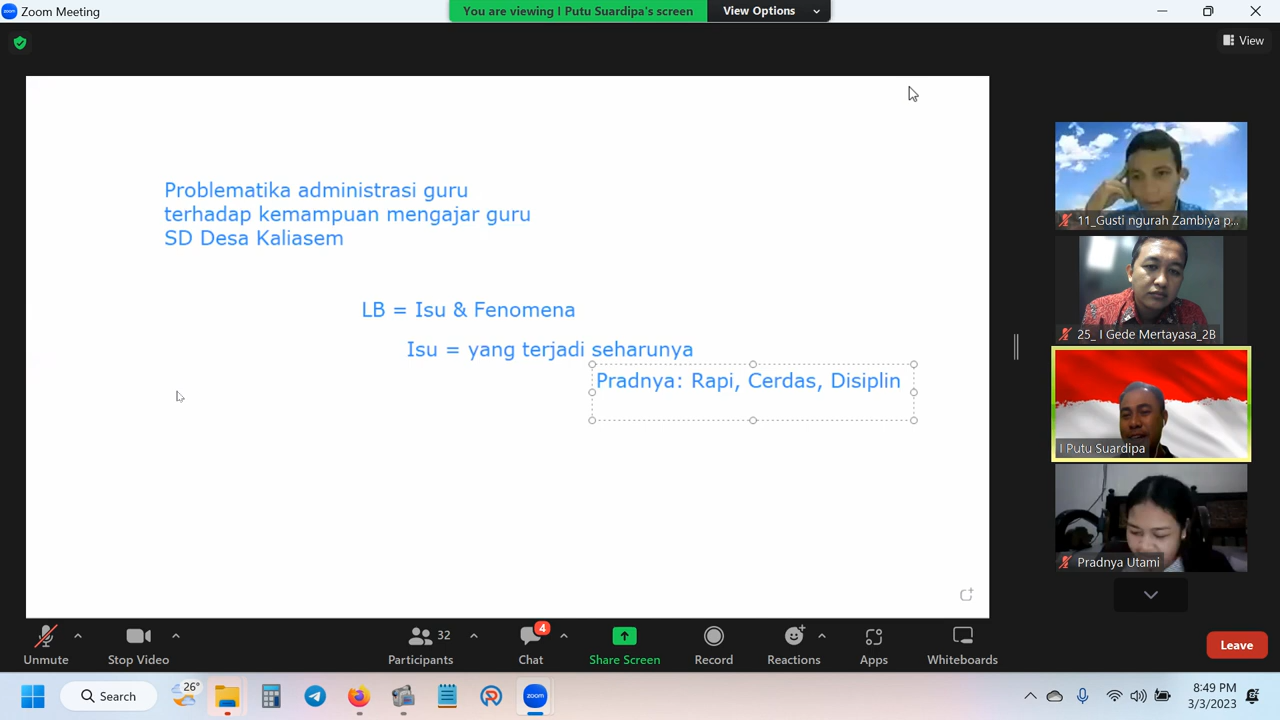 Zoom Meeting
You are viewing I Putu Suardipa's screen
View Options
View
Problematika administrasi guru
terhadap kemampuan mengajar guru
SD Desa Kaliasem
LB = Isu & Fenomena
Isu = yang terjadi seharunya
Pradnya: Rapi, Cerdas, Disiplin
11_Gusti ngurah Zambiya p...
25_ I Gede Mertayasa_2B
I Putu Suardipa
Pradnya Utami
Unmute
Stop Video
32
Participants
4
Chat
Share Screen
Record
Reactions
Apps
Whiteboards
Leave
Search
26°
8:49 PM
3/3/2023